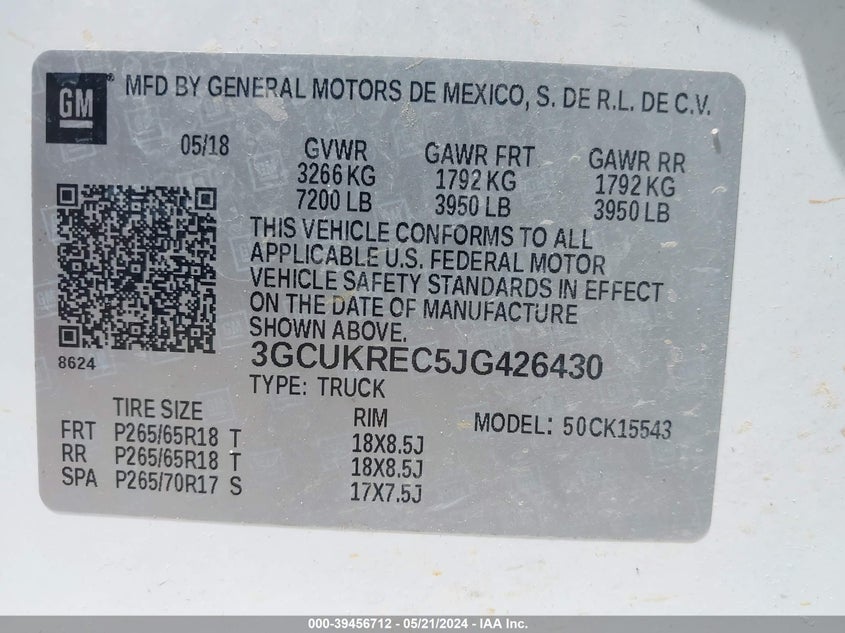 GM ® MFD BY GENERAL MOTORS DE MEXICO, S. DE R.L. DE C.V.
05/18 GVWR GAWR FRT GAWR RR
3266 KG 1792 KG 1792 KG
7200 LB 3950 LB 3950 LB
THIS VEHICLE CONFORMS TO ALL
APPLICABLE U.S. FEDERAL MOTOR
VEHICLE SAFETY STANDARDS IN EFFECT
ON THE DATE OF MANUFACTURE
SHOWN ABOVE.
8624
3GCUKREC5JG426430
TYPE: TRUCK
TIRE SIZE RIM MODEL: 50CK15543
FRT P265/65R18 T 18X8.5J
RR P265/65R18 T 18X8.5J
SPA P265/70R17 S 17X7.5J
000-39456712 - 05/21/2024 - IAA Inc.